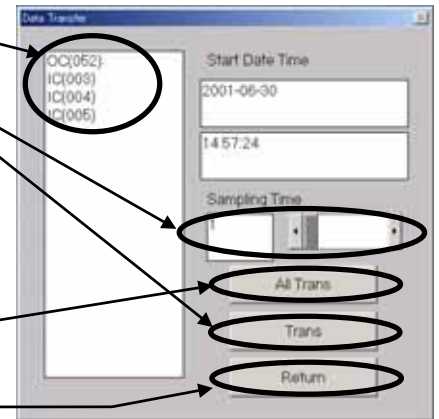 Data Transfer
OC(052)
IC(003)
IC(004)
IC(005)
Start Date Time
2001-06-30
14:57:24
Sampling Time
1
All Trans
Trans
Return